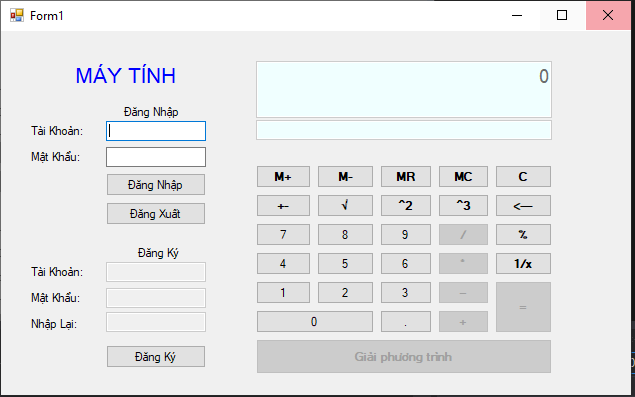 Form1
MÁY TÍNH
Đăng Nhập
Tài Khoản:
Mật Khẩu:
Đăng Nhập
Đăng Xuất
Đăng Ký
Tài Khoản:
Mật Khẩu:
Nhập Lại:
Đăng Ký
0
M+ M- MR MC C
+- √ ^2 ^3 <---
7 8 9 / %
4 5 6 * 1/x
1 2 3 - =
0 . +
Giải phương trình